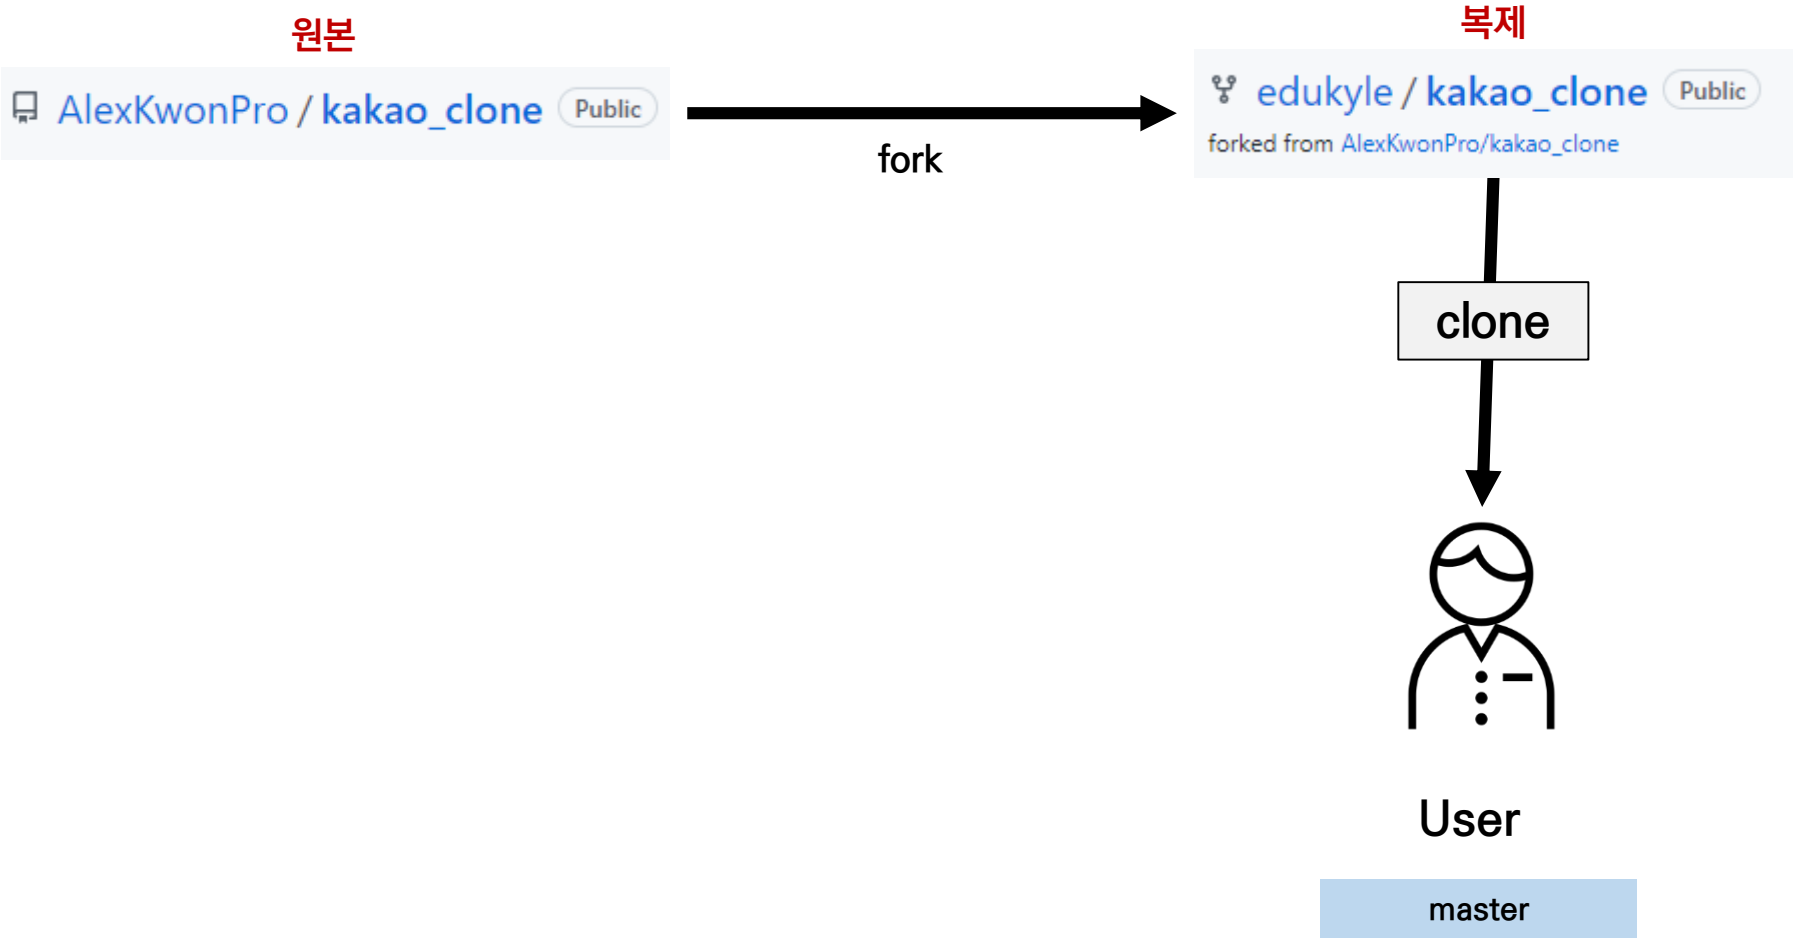 원본
AlexKwonPro / kakao_clone Public
fork
복제
edukyle / kakao_clone Public
forked from AlexKwonPro/kakao_clone
clone
User
master